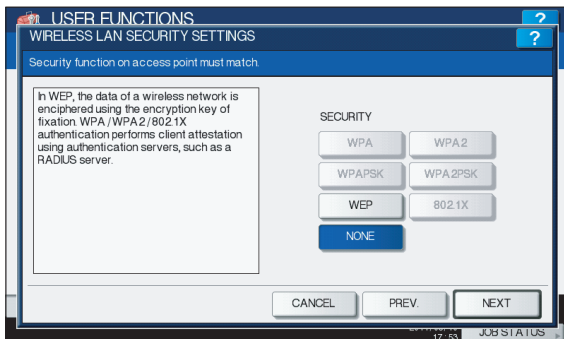 USER FUNCTIONS
?
WIRELESS LAN SECURITY SETTINGS
?
Security function on access point must match.
In WEP, the data of a wireless network is
enciphered using the encryption key of
fixation. WPA/WPA2/802.1X
authentication performs client attestation
using authentication servers, such as a
RADIUS server.
SECURITY
WPA WPA2
WPAPSK WPA2PSK
WEP 802.1X
NONE
CANCEL PREV. NEXT
17:53 JOB STATUS